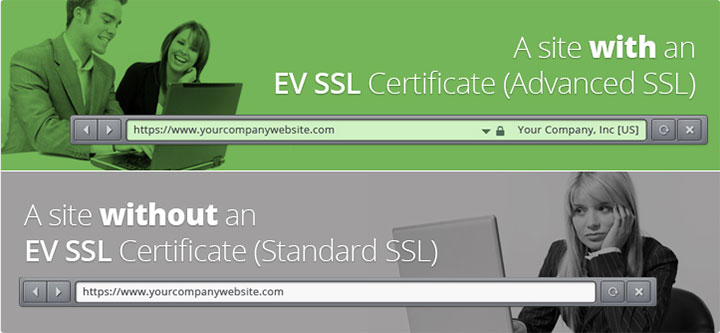 A site with an
EV SSL Certificate (Advanced SSL)
https://www.yourcompanywebsite.com Your Company, Inc [US]
A site without an
EV SSL Certificate (Standard SSL)
https://www.yourcompanywebsite.com